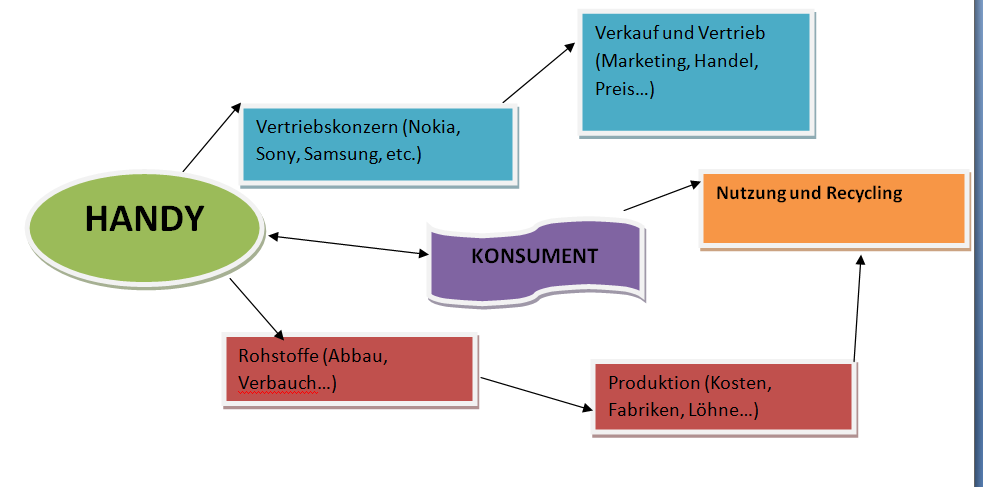 Verkauf und Vertrieb
(Marketing, Handel,
Preis…)
Vertriebskonzern (Nokia,
Sony, Samsung, etc.)
Nutzung und Recycling
HANDY
KONSUMENT
Rohstoffe (Abbau,
Verbauch…)
Produktion (Kosten,
Fabriken, Löhne…)